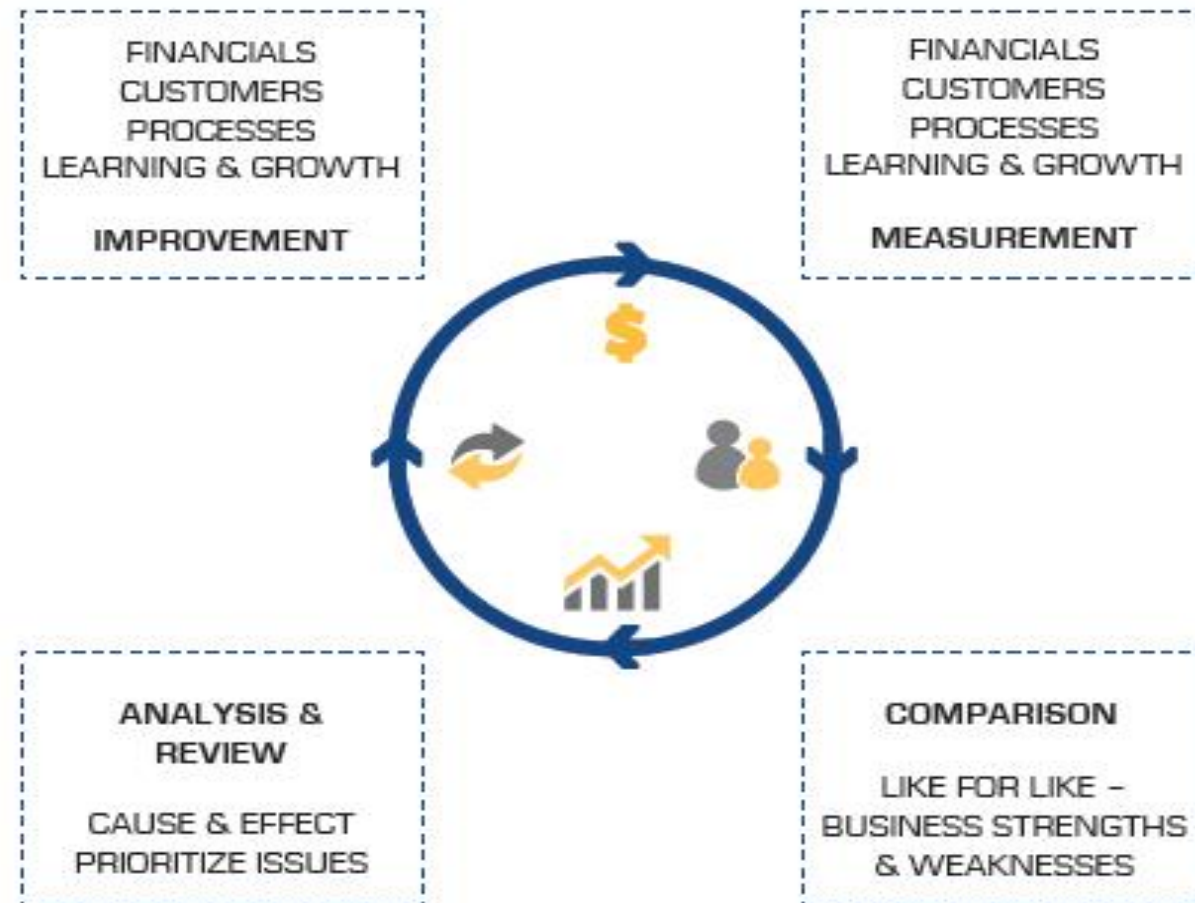 FINANCIALS
CUSTOMERS
PROCESSES
LEARNING & GROWTH
IMPROVEMENT
FINANCIALS
CUSTOMERS
PROCESSES
LEARNING & GROWTH
MEASUREMENT
$
ANALYSIS &
REVIEW
CAUSE & EFFECT
PRIORITIZE ISSUES
COMPARISON
LIKE FOR LIKE –
BUSINESS STRENGTHS
& WEAKNESSES